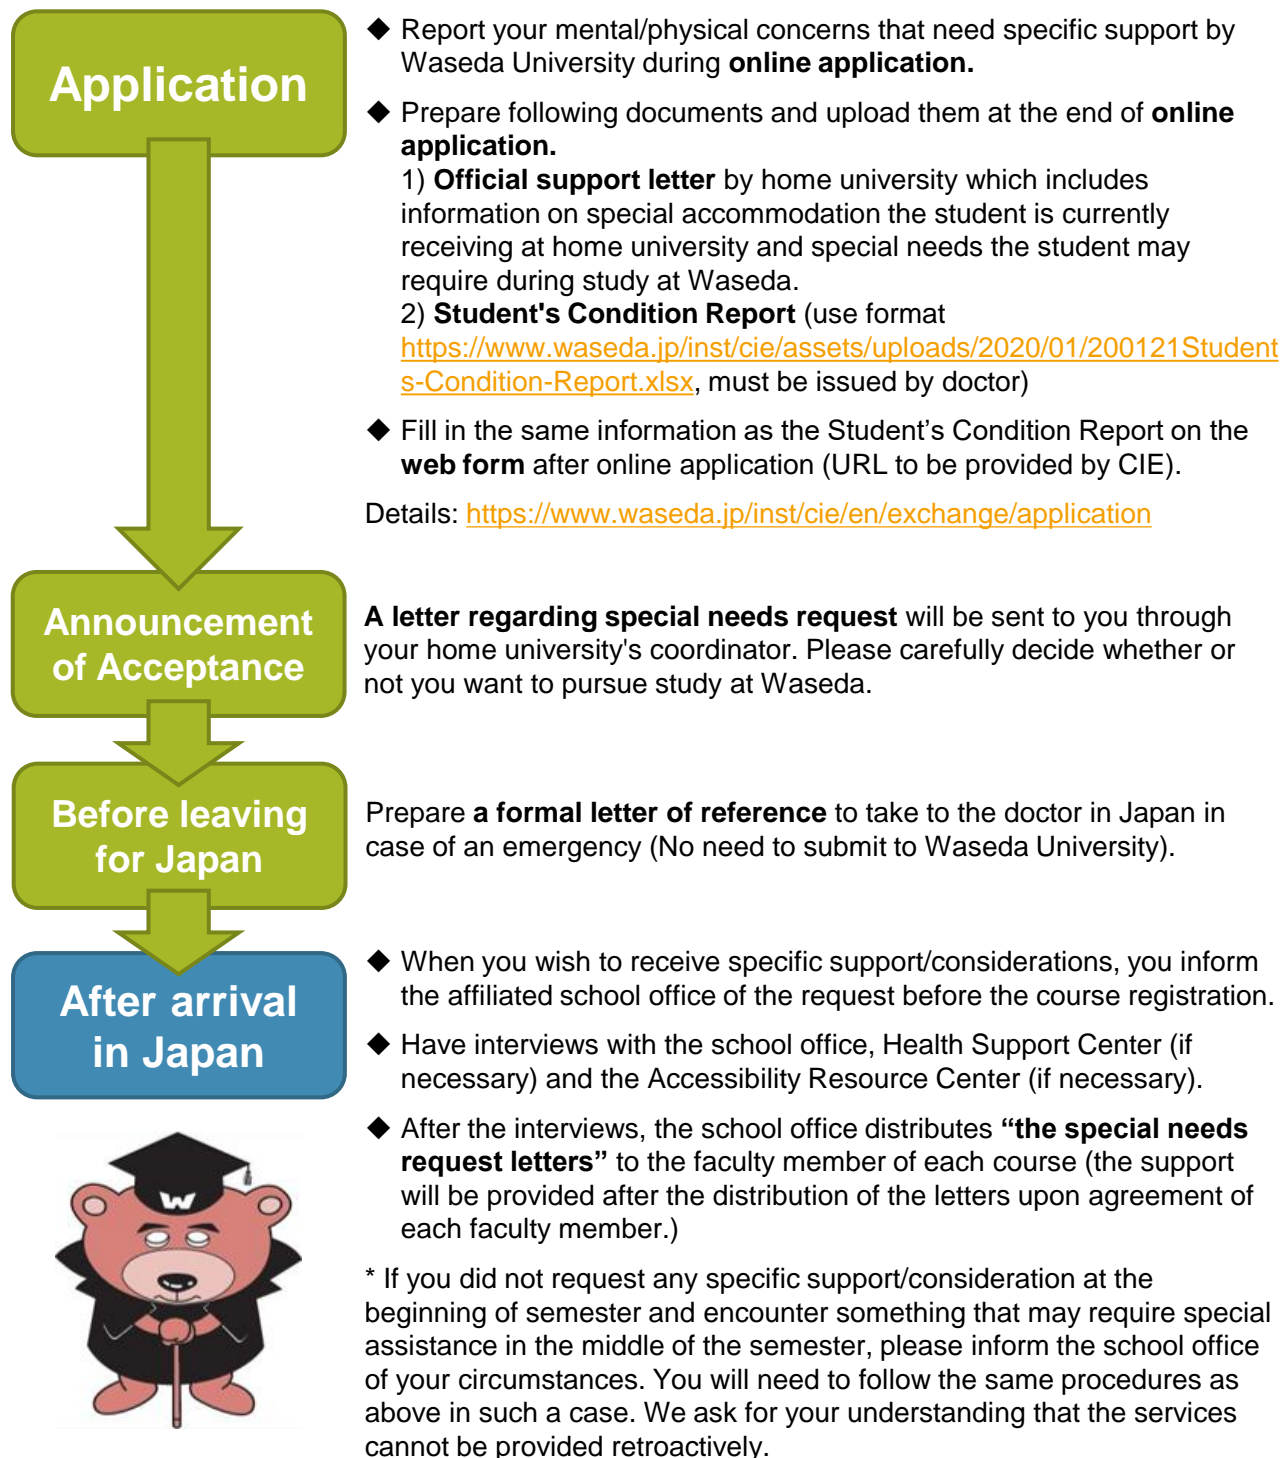 Application
◆ Report your mental/physical concerns that need specific support by
Waseda University during online application.
◆ Prepare following documents and upload them at the end of online
application.
1) Official support letter by home university which includes
information on special accommodation the student is currently
receiving at home university and special needs the student may
require during study at Waseda.
2) Student's Condition Report (use format
https://www.waseda.jp/inst/cie/assets/uploads/2020/01/200121Student
s-Condition-Report.xlsx, must be issued by doctor)
◆ Fill in the same information as the Student’s Condition Report on the
web form after online application (URL to be provided by CIE).
Details: https://www.waseda.jp/inst/cie/en/exchange/application
Announcement
of Acceptance
A letter regarding special needs request will be sent to you through
your home university's coordinator. Please carefully decide whether or
not you want to pursue study at Waseda.
Before leaving
for Japan
Prepare a formal letter of reference to take to the doctor in Japan in
case of an emergency (No need to submit to Waseda University).
After arrival
in Japan
◆ When you wish to receive specific support/considerations, you inform
the affiliated school office of the request before the course registration.
◆ Have interviews with the school office, Health Support Center (if
necessary) and the Accessibility Resource Center (if necessary).
◆ After the interviews, the school office distributes “the special needs
request letters” to the faculty member of each course (the support
will be provided after the distribution of the letters upon agreement of
each faculty member.)
W
* If you did not request any specific support/consideration at the
beginning of semester and encounter something that may require special
assistance in the middle of the semester, please inform the school office
of your circumstances. You will need to follow the same procedures as
above in such a case. We ask for your understanding that the services
cannot be provided retroactively.